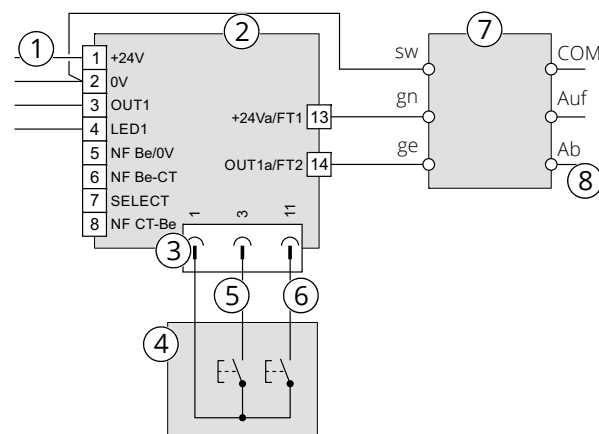 1
2
7
1 +24V
2 0V
3 OUT1
4 LED1
5 NF Be/0V
6 NF Be-CT
7 SELECT
8 NF CT-Be
+24Va/FT1 13
OUT1a/FT2 14
sw
gn
ge
COM
Auf
Ab
8
1 3 11
3
5
6
4